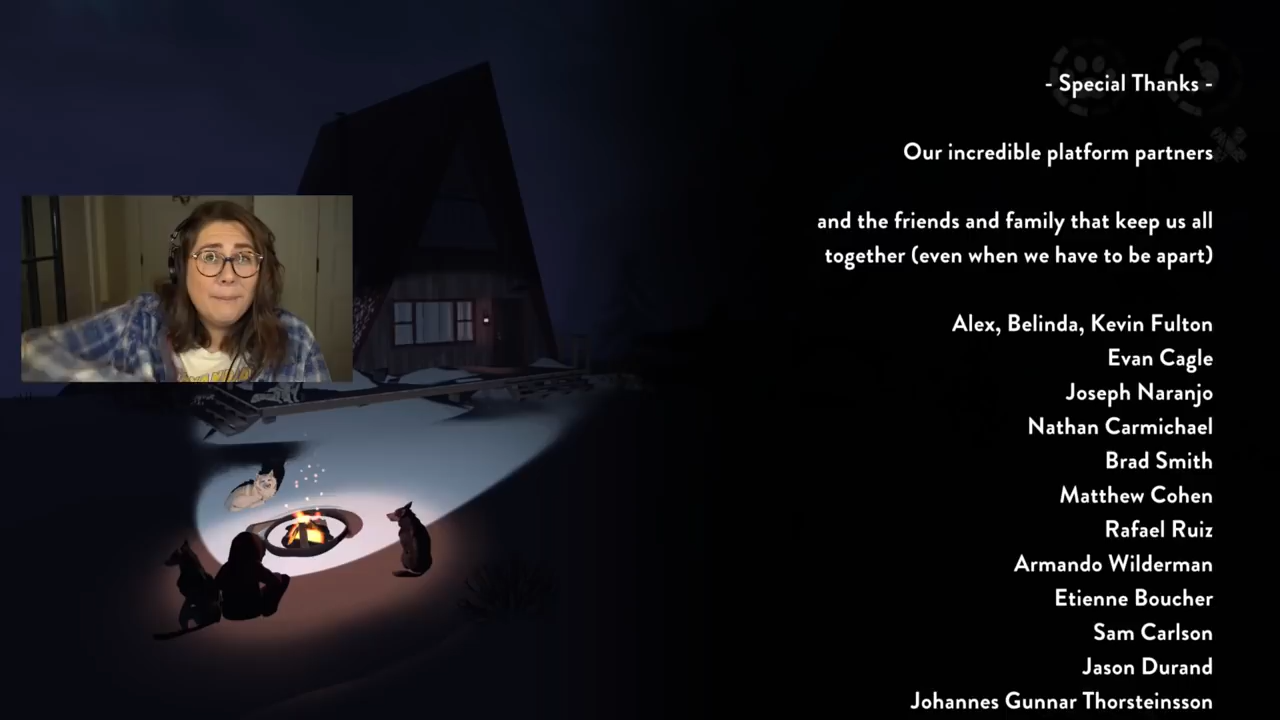 - Special Thanks -
Our incredible platform partners
and the friends and family that keep us all
together (even when we have to be apart)
Alex, Belinda, Kevin Fulton
Evan Cagle
Joseph Naranjo
Nathan Carmichael
Brad Smith
Matthew Cohen
Rafael Ruiz
Armando Wilderman
Etienne Boucher
Sam Carlson
Jason Durand
Johannes Gunnar Thorsteinsson